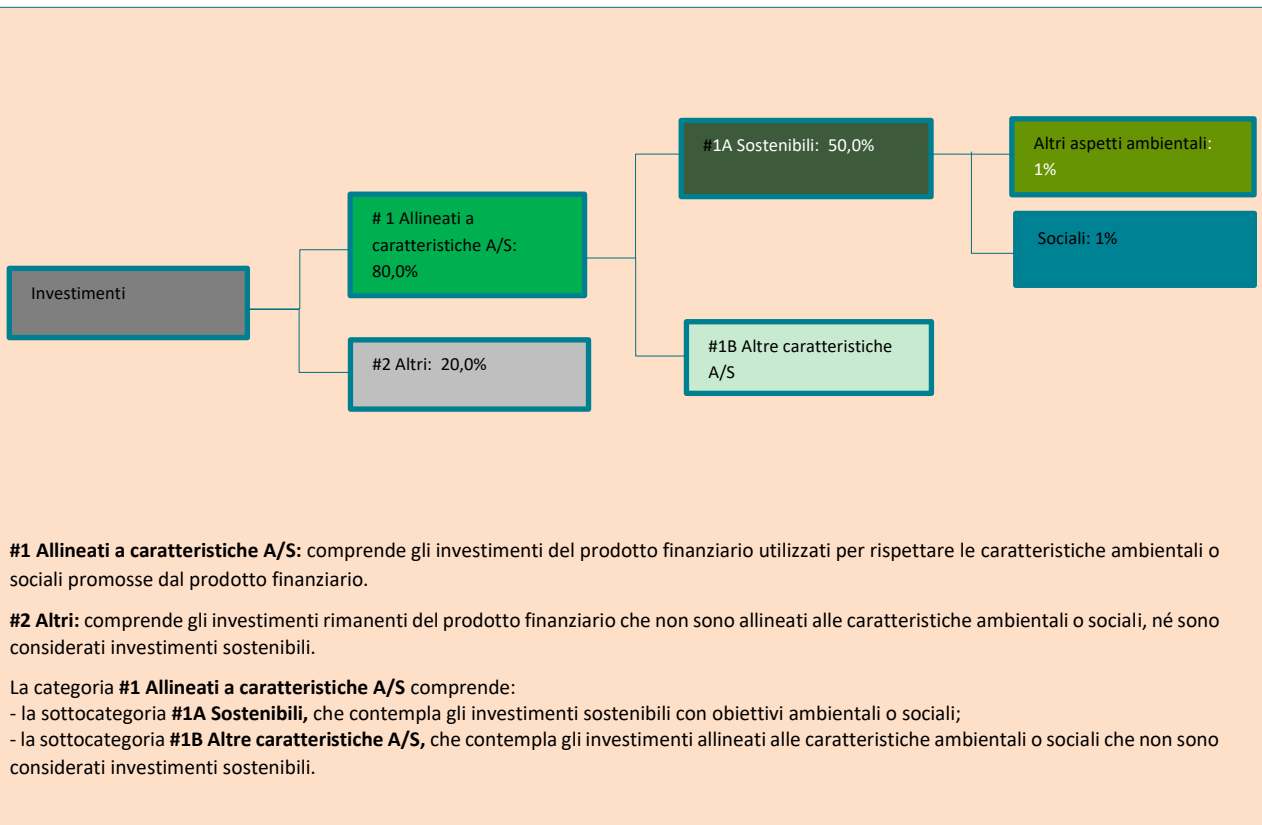 #1A Sostenibili:  50,0%
Altri aspetti ambientali:
1%
# 1 Allineati a
caratteristiche A/S:
80,0%
Sociali: 1%
Investimenti
#1B Altre caratteristiche
A/S
#2 Altri:  20,0%
#1 Allineati a caratteristiche A/S: comprende gli investimenti del prodotto finanziario utilizzati per rispettare le caratteristiche ambientali o
sociali promosse dal prodotto finanziario.
#2 Altri: comprende gli investimenti rimanenti del prodotto finanziario che non sono allineati alle caratteristiche ambientali o sociali, né sono
considerati investimenti sostenibili.
La categoria #1 Allineati a caratteristiche A/S comprende:
- la sottocategoria #1A Sostenibili, che contempla gli investimenti sostenibili con obiettivi ambientali o sociali;
- la sottocategoria #1B Altre caratteristiche A/S, che contempla gli investimenti allineati alle caratteristiche ambientali o sociali che non sono
considerati investimenti sostenibili.